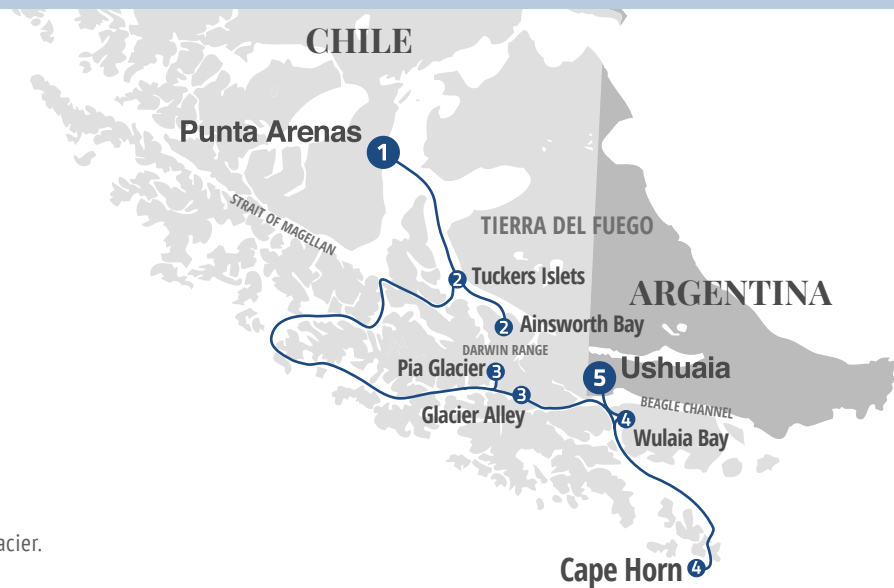 CHILE
Punta Arenas
1
STRAIT OF MAGELLAN
TIERRA DEL FUEGO
2 Tuckers Islets
ARGENTINA
2 Ainsworth Bay
DARWIN RANGE
Pia Glacier 3
5 Ushuaia
3
Glacier Alley
BEAGLE CHANNEL
4
Wulaia Bay
acier.
Cape Horn 4